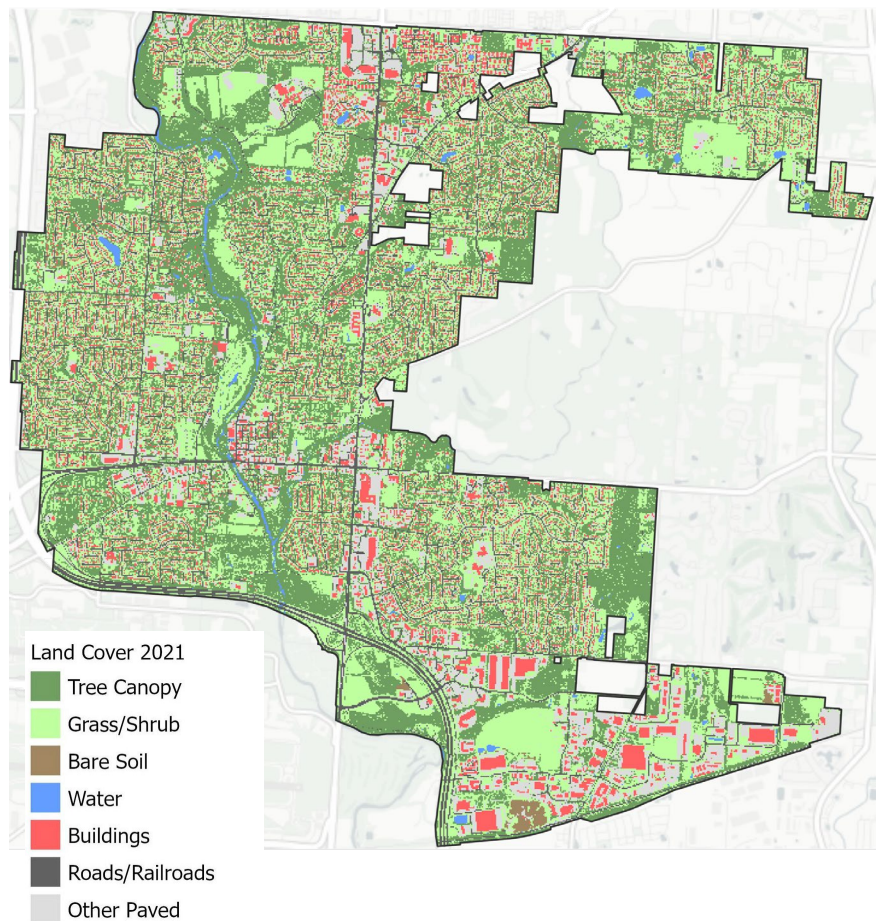 Land Cover 2021
Tree Canopy
Grass/Shrub
Bare Soil
Water
Buildings
Roads/Railroads
Other Paved